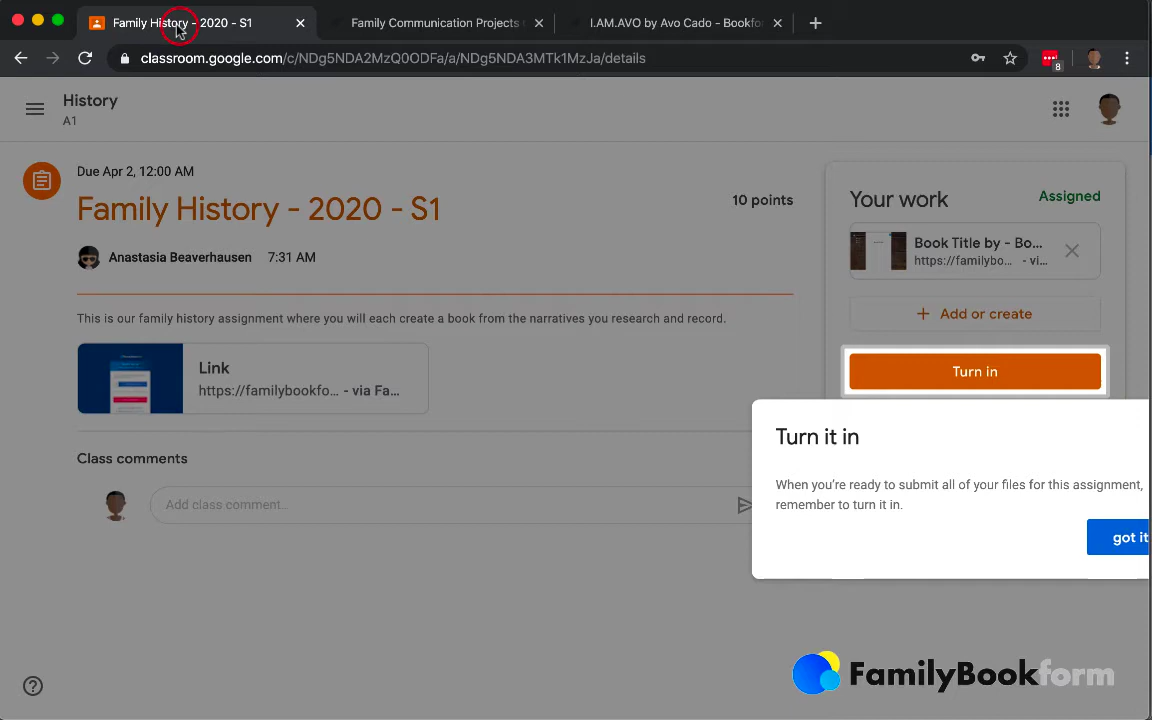 Family History - 2020 - S1
Family Communication Projects
I.AM.AVO by Avo Cado - Bookfo
classroom.google.com/c/NDg5NDA2MzQ0ODFa/a/NDg5NDA3MTk1MzJa/details
8
History
A1
Due Apr 2, 12:00 AM
Family History - 2020 - S1
10 points
Anastasia Beaverhausen 7:31 AM
This is our family history assignment where you will each create a book from the narratives you research and record.
Link
https://familybookfo... - via Fa...
Class comments
Add class comment...
Your work
Assigned
Book Title by - Bo...
https://familybo... - vi...
+ Add or create
Turn in
Turn it in
When you're ready to submit all of your files for this assignment,
remember to turn it in.
got it
FamilyBookform